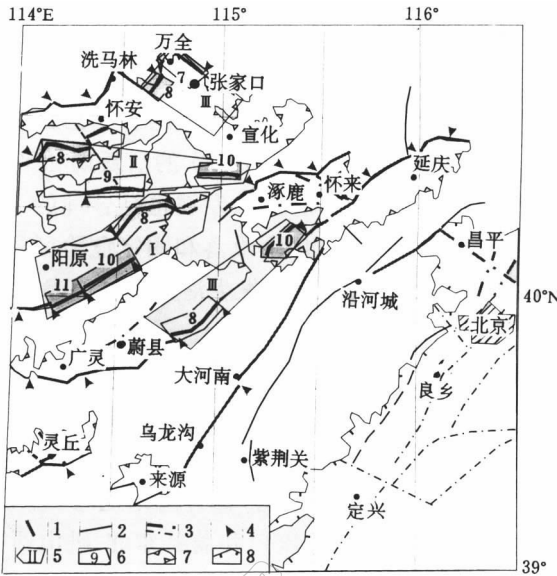 114°E 115° 116°
万全
洗马林
7
张家口
8
Ⅲ
怀安
宣化
8
Ⅱ
10
9
延庆
怀来
涿鹿
8
昌平
Ⅰ
10
阳原
10
Ⅲ
11
沿河城
40°N
8
北京
蔚县
广灵
大河南
良乡
乌龙沟
灵丘
紫荆关
来源
定兴
1 2 3 4
Ⅱ 5 9 6 7 8
39°